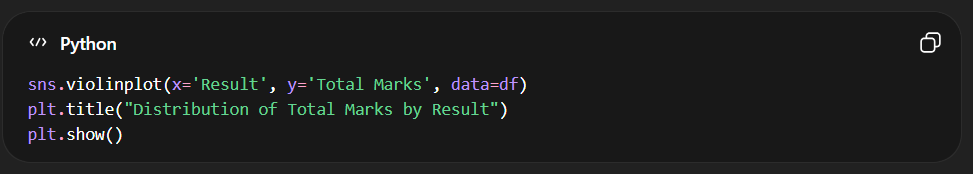 Python
sns.violinplot(x='Result', y='Total Marks', data=df)
plt.title("Distribution of Total Marks by Result")
plt.show()